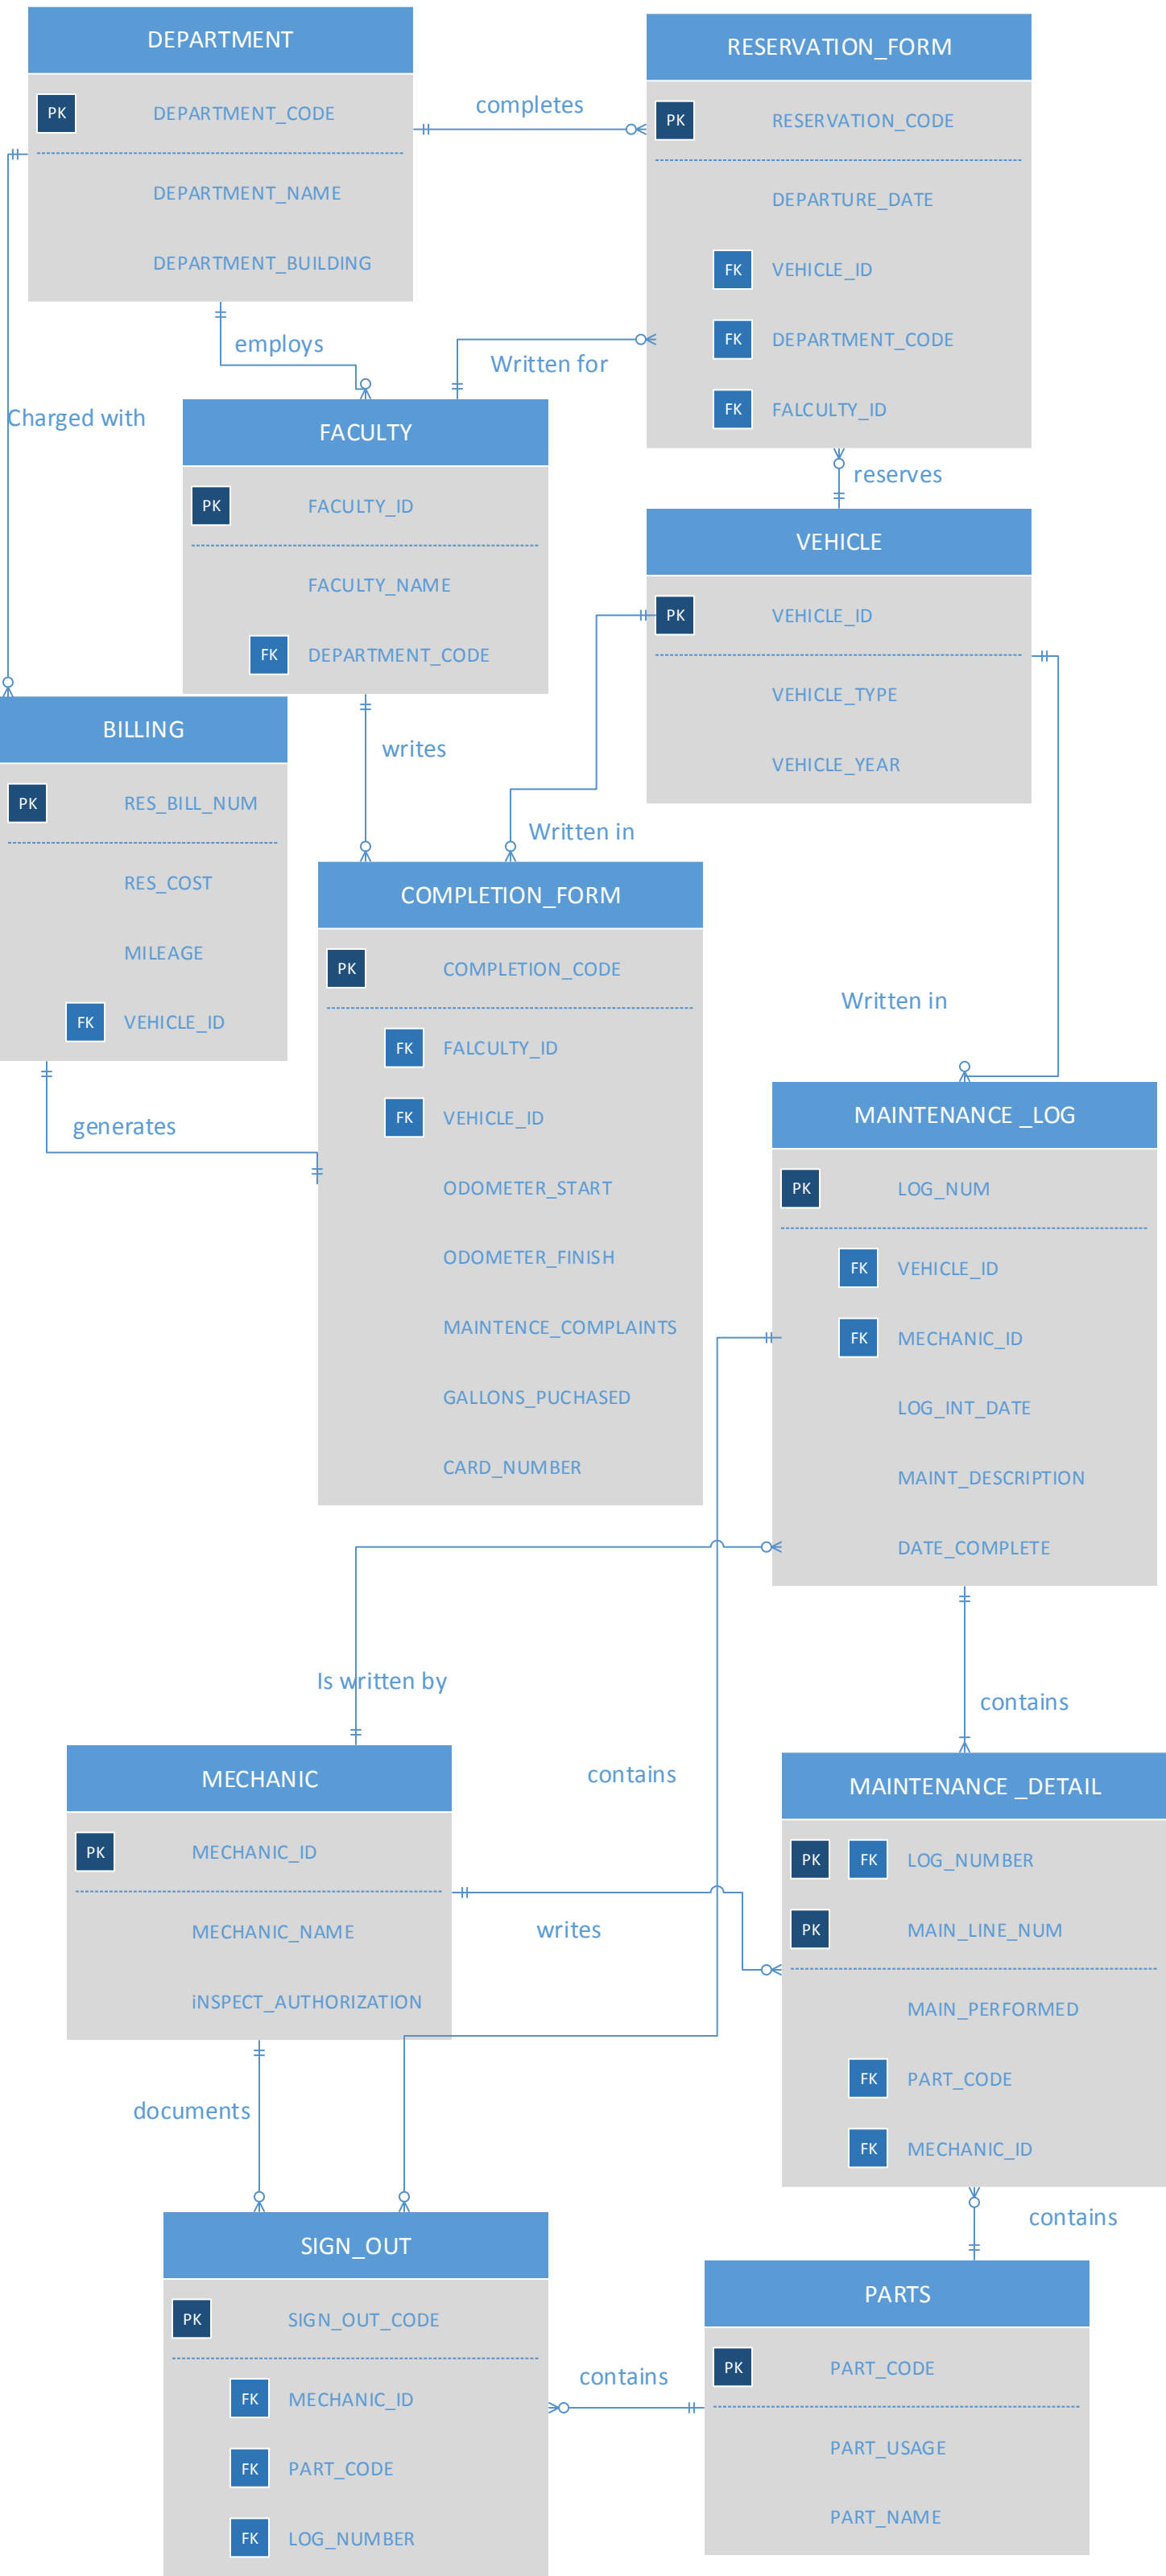 DEPARTMENT
PK DEPARTMENT_CODE
DEPARTMENT_NAME
DEPARTMENT_BUILDING
completes
RESERVATION_FORM
PK RESERVATION_CODE
DEPARTURE_DATE
FK VEHICLE_ID
FK DEPARTMENT_CODE
FK FALCULTY_ID
employs
Written for
Charged with
reserves
FACULTY
PK FACULTY_ID
FACULTY_NAME
FK DEPARTMENT_CODE
VEHICLE
PK VEHICLE_ID
VEHICLE_TYPE
VEHICLE_YEAR
writes
Written in
BILLING
PK RES_BILL_NUM
RES_COST
MILEAGE
FK VEHICLE_ID
generates
COMPLETION_FORM
PK COMPLETION_CODE
FK FALCULTY_ID
FK VEHICLE_ID
ODOMETER_START
ODOMETER_FINISH
MAINTENCE_COMPLAINTS
GALLONS_PUCHASED
CARD_NUMBER
Written in
MAINTENANCE _LOG
PK LOG_NUM
FK VEHICLE_ID
FK MECHANIC_ID
LOG_INT_DATE
MAINT_DESCRIPTION
DATE_COMPLETE
Is written by
contains
contains
MECHANIC
PK MECHANIC_ID
MECHANIC_NAME
iNSPECT_AUTHORIZATION
writes
MAINTENANCE _DETAIL
PK FK LOG_NUMBER
PK MAIN_LINE_NUM
MAIN_PERFORMED
FK PART_CODE
FK MECHANIC_ID
documents
contains
SIGN_OUT
PK SIGN_OUT_CODE
FK MECHANIC_ID
FK PART_CODE
FK LOG_NUMBER
contains
PARTS
PK PART_CODE
PART_USAGE
PART_NAME